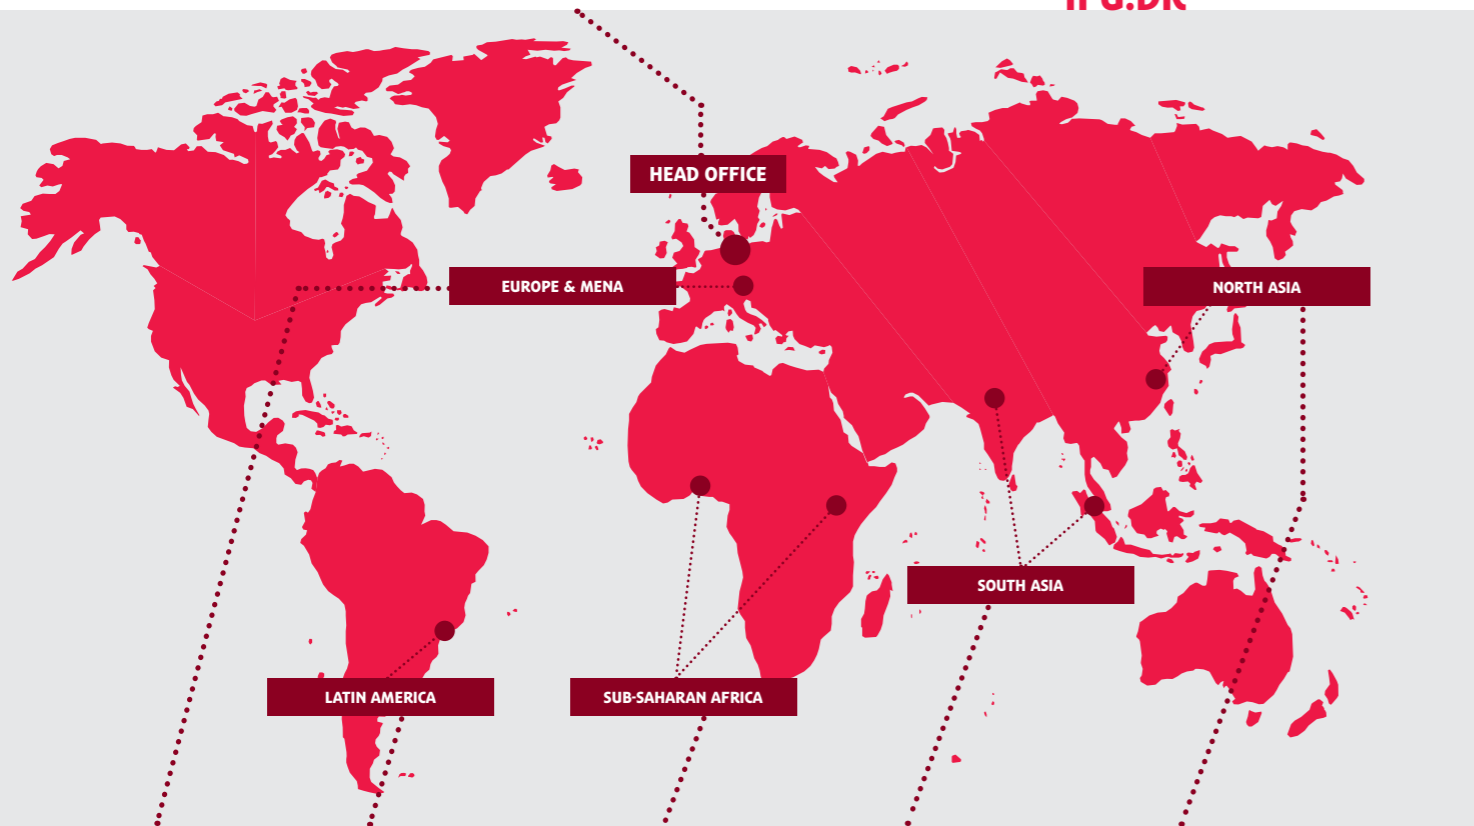 HEAD OFFICE
EUROPE & MENA
NORTH ASIA
SOUTH ASIA
LATIN AMERICA
SUB-SAHARAN AFRICA